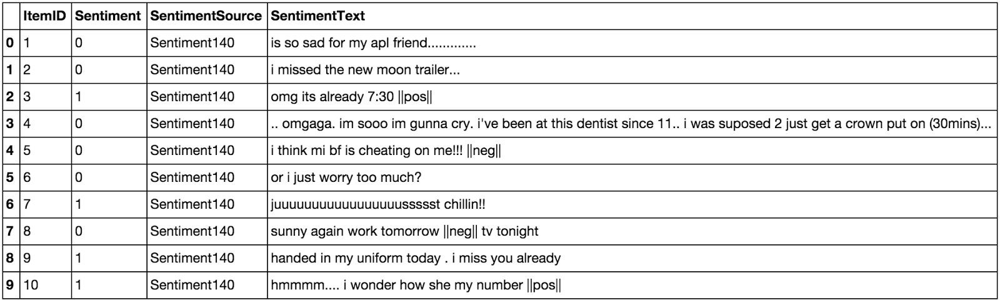 ItemID Sentiment SentimentSource SentimentText
0 1 0 Sentiment140 is so sad for my apl friend.............
1 2 0 Sentiment140 i missed the new moon trailer...
2 3 1 Sentiment140 omg its already 7:30 ||pos||
3 4 0 Sentiment140 .. omgaga. im sooo im gunna cry. i've been at this dentist since 11.. i was suposed 2 just get a crown put on (30mins)...
4 5 0 Sentiment140 i think mi bf is cheating on me!!! ||neg||
5 6 0 Sentiment140 or i just worry too much?
6 7 1 Sentiment140 juuuuuuuuuuuuuuuuussssst chillin!!
7 8 0 Sentiment140 sunny again work tomorrow ||neg|| tv tonight
8 9 1 Sentiment140 handed in my uniform today . i miss you already
9 10 1 Sentiment140 hmmmm.... i wonder how she my number ||pos||